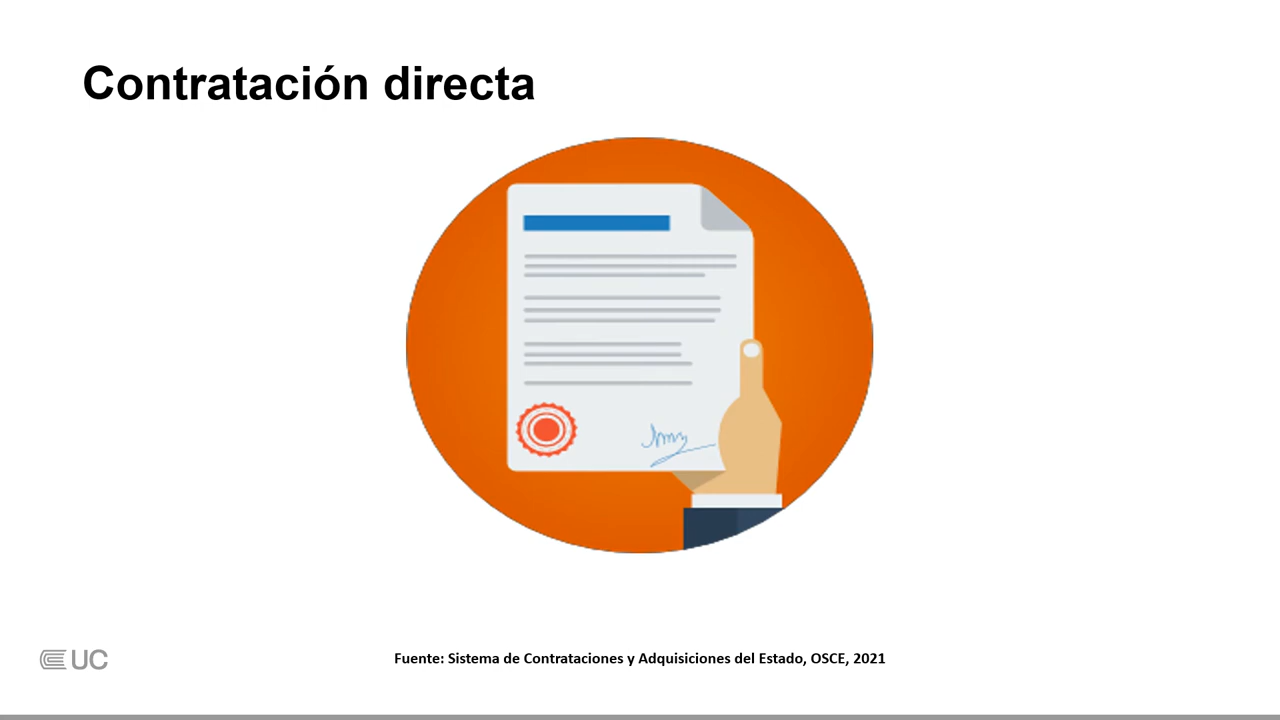 Contratación directa
UC
Fuente: Sistema de Contrataciones y Adquisiciones del Estado, OSCE, 2021